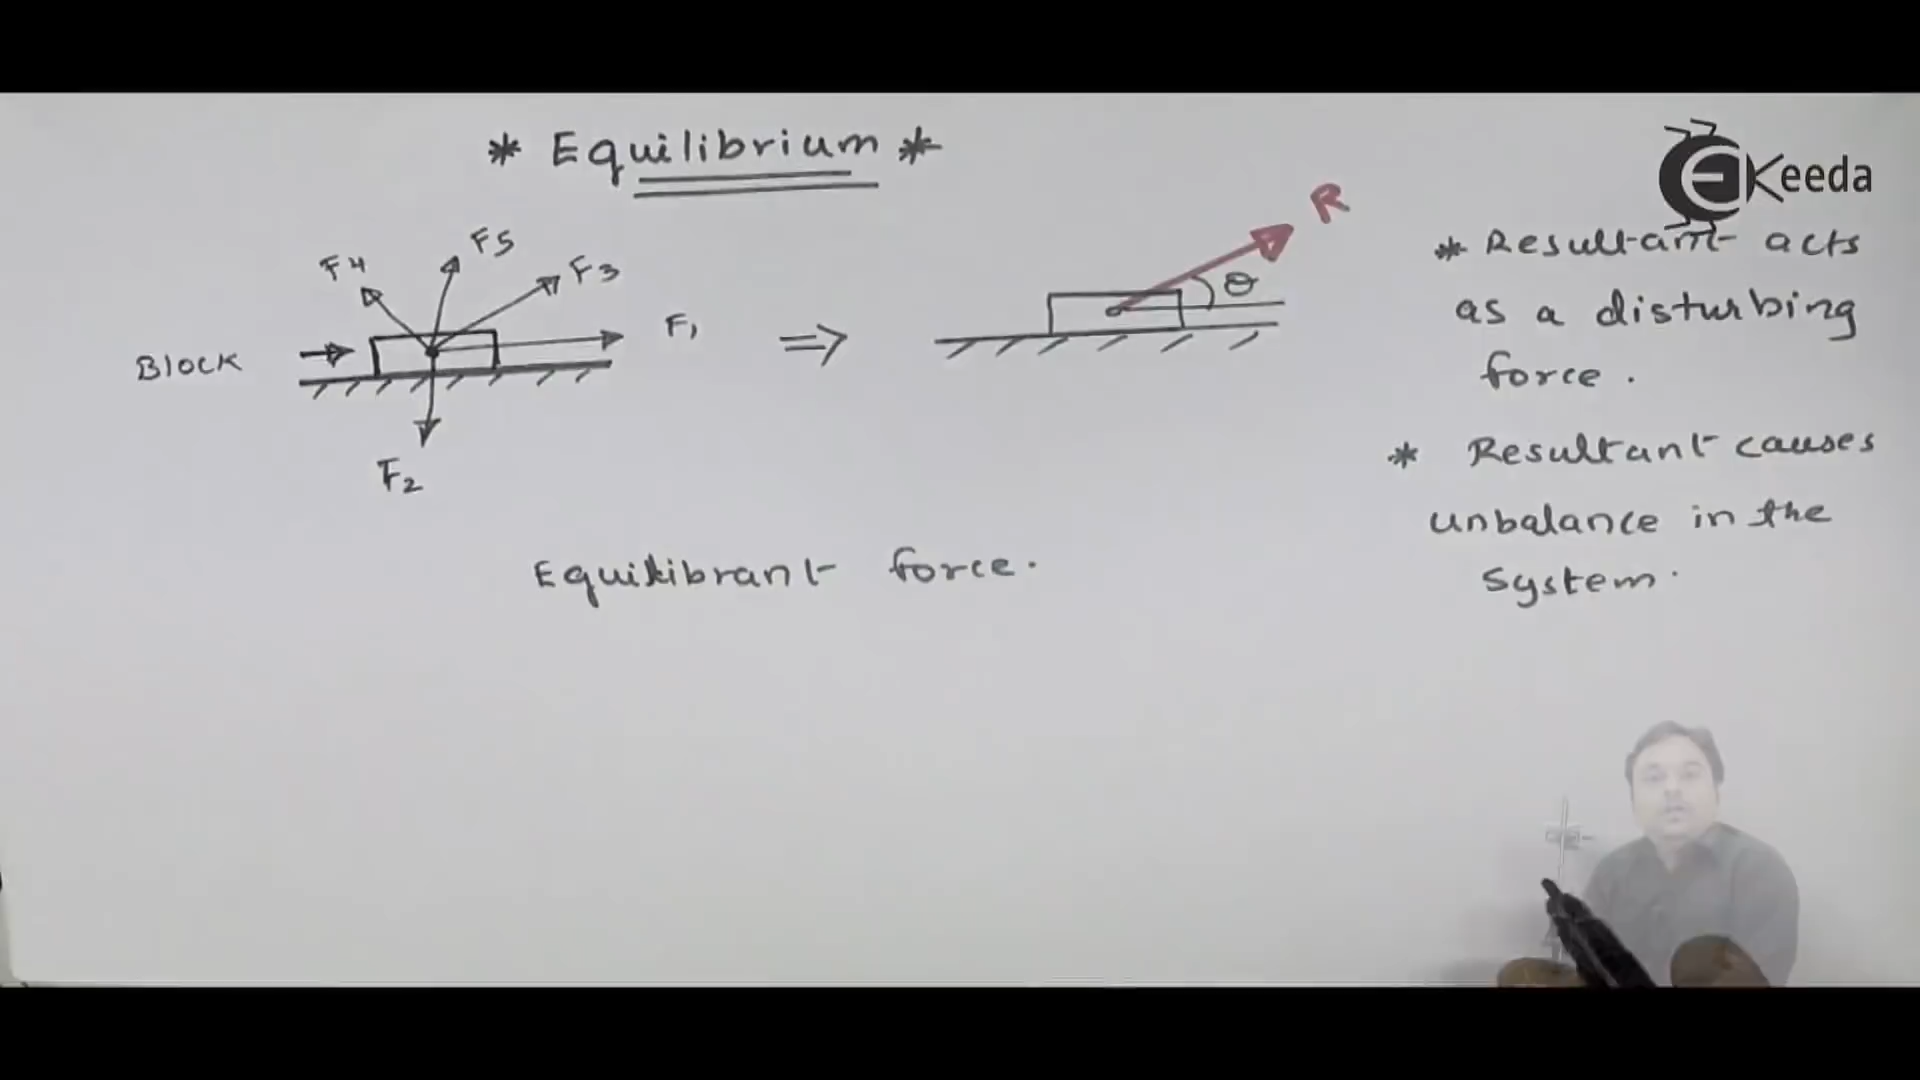 * Equilibrium *
EKeeda
R
F5
F4
F3
θ
F1
Block
F2
⇒
* Resultant acts
as a disturbing
force.
* Resultant causes
unbalance in the
system.
Equilibrant force.